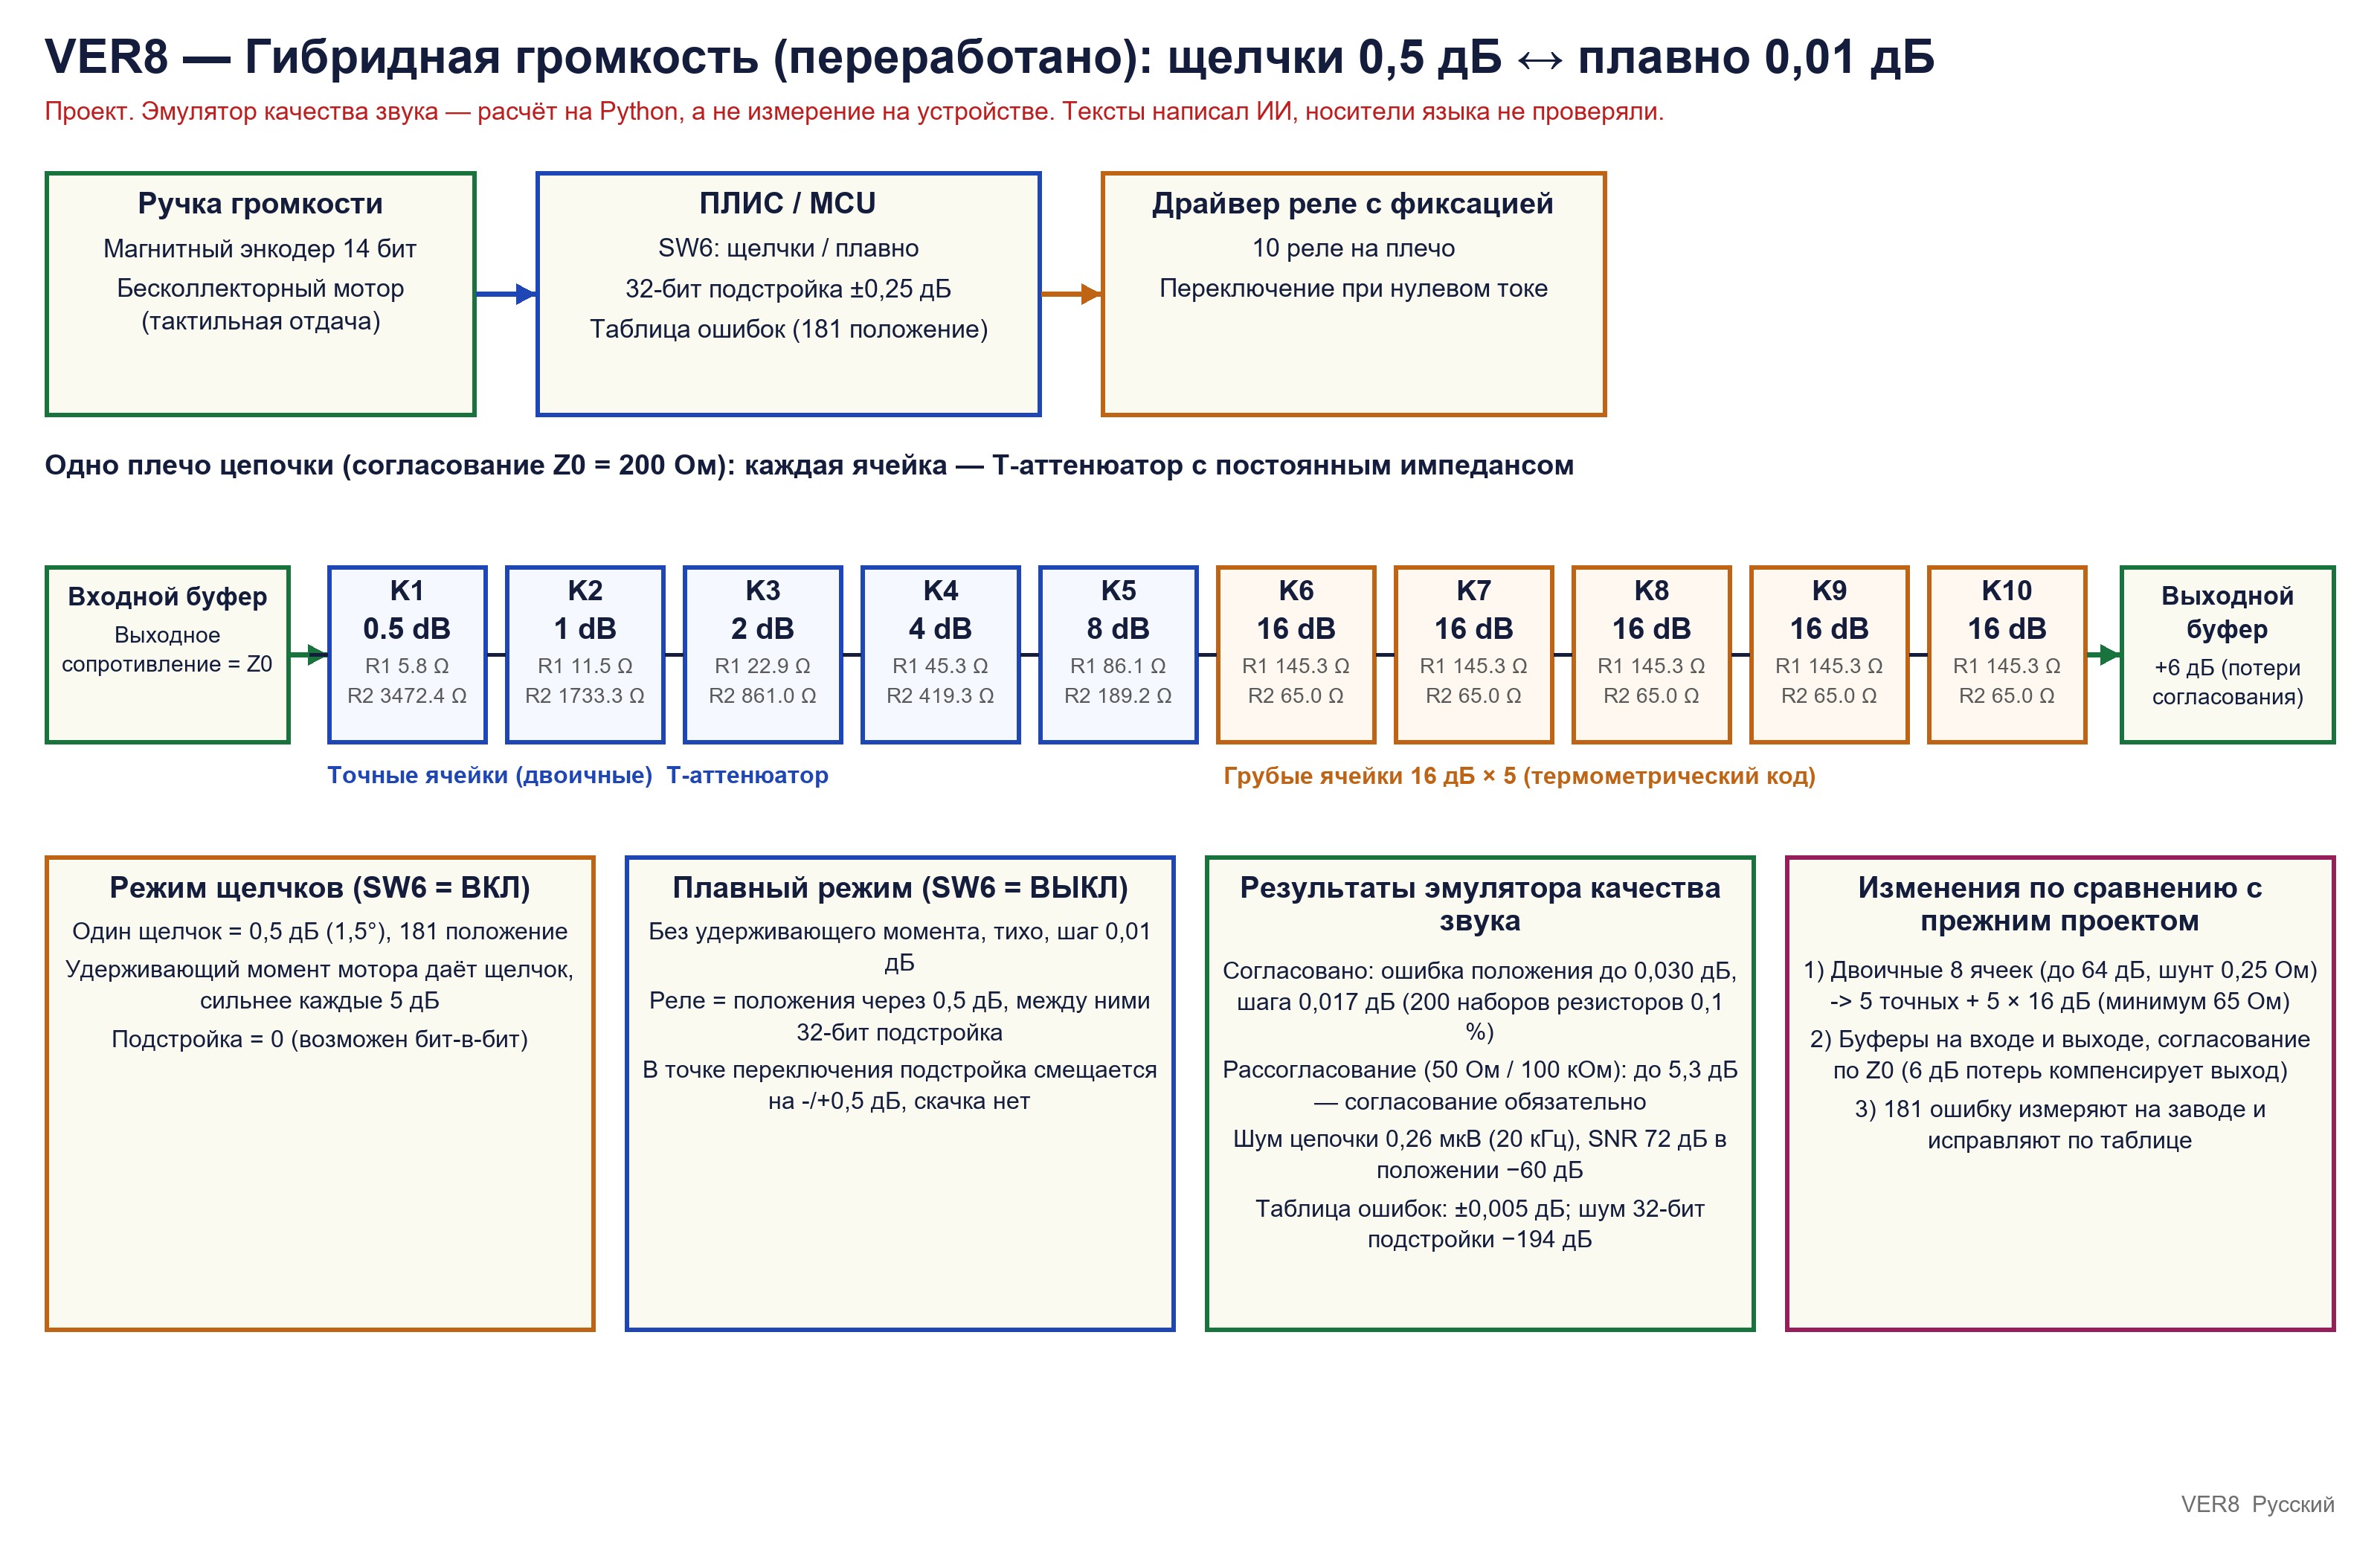 VER8 — Гибридная громкость (переработано): щелчки 0,5 дБ ↔ плавно 0,01 дБ
Проект. Эмулятор качества звука — расчёт на Python, а не измерение на устройстве. Тексты написал ИИ, носители языка не проверяли.
Ручка громкости
Магнитный энкодер 14 бит
Бесколлекторный мотор
(тактильная отдача)
ПЛИС / MCU
SW6: щелчки / плавно
32-бит подстройка ±0,25 дБ
Таблица ошибок (181 положение)
Драйвер реле с фиксацией
10 реле на плечо
Переключение при нулевом токе
Одно плечо цепочки (согласование Z0 = 200 Ом): каждая ячейка — Т-аттенюатор с постоянным импедансом
Входной буфер
Выходное
сопротивление = Z0
K1
0.5 dB
R1 5.8 Ω
R2 3472.4 Ω
K2
1 dB
R1 11.5 Ω
R2 1733.3 Ω
K3
2 dB
R1 22.9 Ω
R2 861.0 Ω
K4
4 dB
R1 45.3 Ω
R2 419.3 Ω
K5
8 dB
R1 86.1 Ω
R2 189.2 Ω
K6
16 dB
R1 145.3 Ω
R2 65.0 Ω
K7
16 dB
R1 145.3 Ω
R2 65.0 Ω
K8
16 dB
R1 145.3 Ω
R2 65.0 Ω
K9
16 dB
R1 145.3 Ω
R2 65.0 Ω
K10
16 dB
R1 145.3 Ω
R2 65.0 Ω
Выходной
буфер
+6 дБ (потери
согласования)
Точные ячейки (двоичные)  Т-аттенюатор
Грубые ячейки 16 дБ × 5 (термометрический код)
Режим щелчков (SW6 = ВКЛ)
Один щелчок = 0,5 дБ (1,5°), 181 положение
Удерживающий момент мотора даёт щелчок,
сильнее каждые 5 дБ
Подстройка = 0 (возможен бит-в-бит)
Плавный режим (SW6 = ВЫКЛ)
Без удерживающего момента, тихо, шаг 0,01
дБ
Реле = положения через 0,5 дБ, между ними
32-бит подстройка
В точке переключения подстройка смещается
на -/+0,5 дБ, скачка нет
Результаты эмулятора качества
звука
Согласовано: ошибка положения до 0,030 дБ,
шага 0,017 дБ (200 наборов резисторов 0,1
%)
Рассогласование (50 Ом / 100 кОм): до 5,3 дБ
— согласование обязательно
Шум цепочки 0,26 мкВ (20 кГц), SNR 72 дБ в
положении −60 дБ
Таблица ошибок: ±0,005 дБ; шум 32-бит
подстройки −194 дБ
Изменения по сравнению с
прежним проектом
1) Двоичные 8 ячеек (до 64 дБ, шунт 0,25 Ом)
-> 5 точных + 5 × 16 дБ (минимум 65 Ом)
2) Буферы на входе и выходе, согласование
по Z0 (6 дБ потерь компенсирует выход)
3) 181 ошибку измеряют на заводе и
исправляют по таблице
VER8  Русский